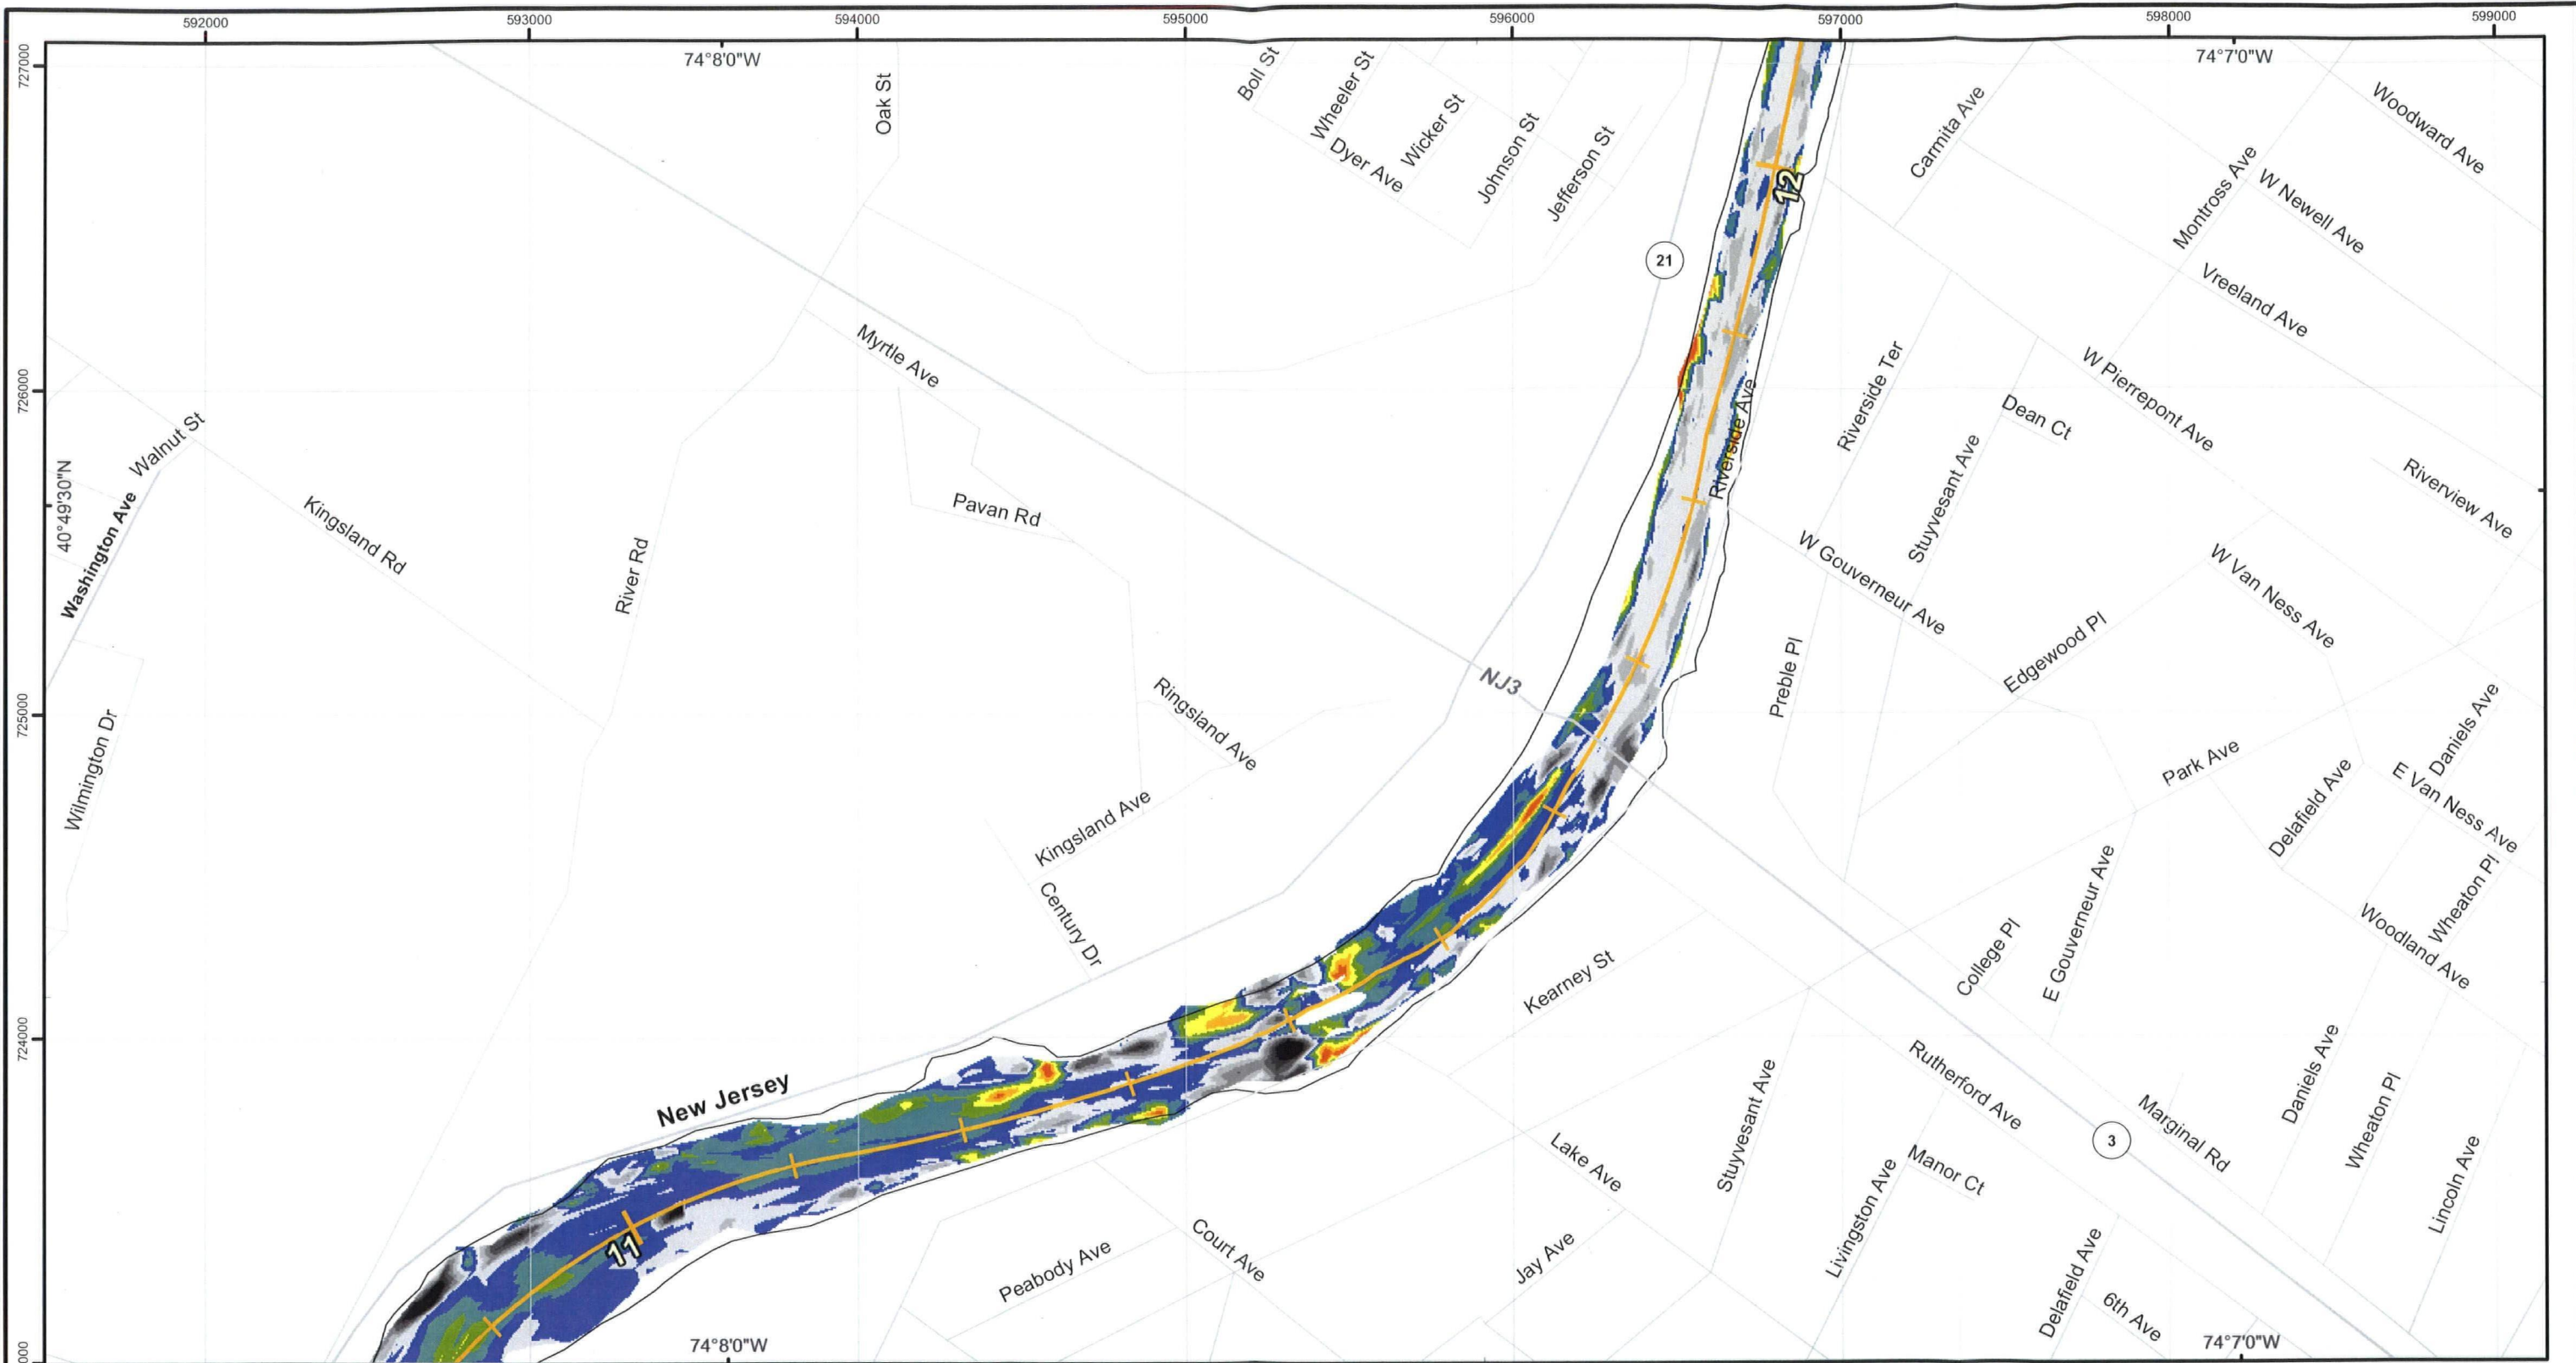 592000
593000
594000
595000
596000
597000
598000
599000
727000
74°8'0"W
74°7'0"W
Oak St
Boll St
Wheeler St
Wicker St
Dyer Ave
Johnson St
Jefferson St
Carmita Ave
Woodward Ave
Montross Ave
W Newell Ave
12
21
Vreeland Ave
Myrtle Ave
726000
Riverside Ave
Riverside Ter
W Pierrepont Ave
Dean Ct
Walnut St
Washington Ave
40°49'30"N
Kingsland Rd
Pavan Rd
River Rd
Stuyvesant Ave
Riverview Ave
W Gouverneur Ave
W Van Ness Ave
Edgewood Pl
Preble Pl
NJ3
725000
Wilmington Dr
Ringsland Ave
Kingsland Ave
Century Dr
Park Ave
Daniels Ave
Delafield Ave
E Van Ness Ave
Wheaton Pl
Woodland Ave
E Gouverneur Ave
College Pl
Kearney St
724000
New Jersey
Rutherford Ave
Daniels Ave
Marginal Rd
3
Wheaton Pl
Lincoln Ave
Stuyvesant Ave
Lake Ave
Manor Ct
Livingston Ave
11
Peabody Ave
Court Ave
Jay Ave
Delafield Ave
6th Ave
000
74°8'0"W
74°7'0"W